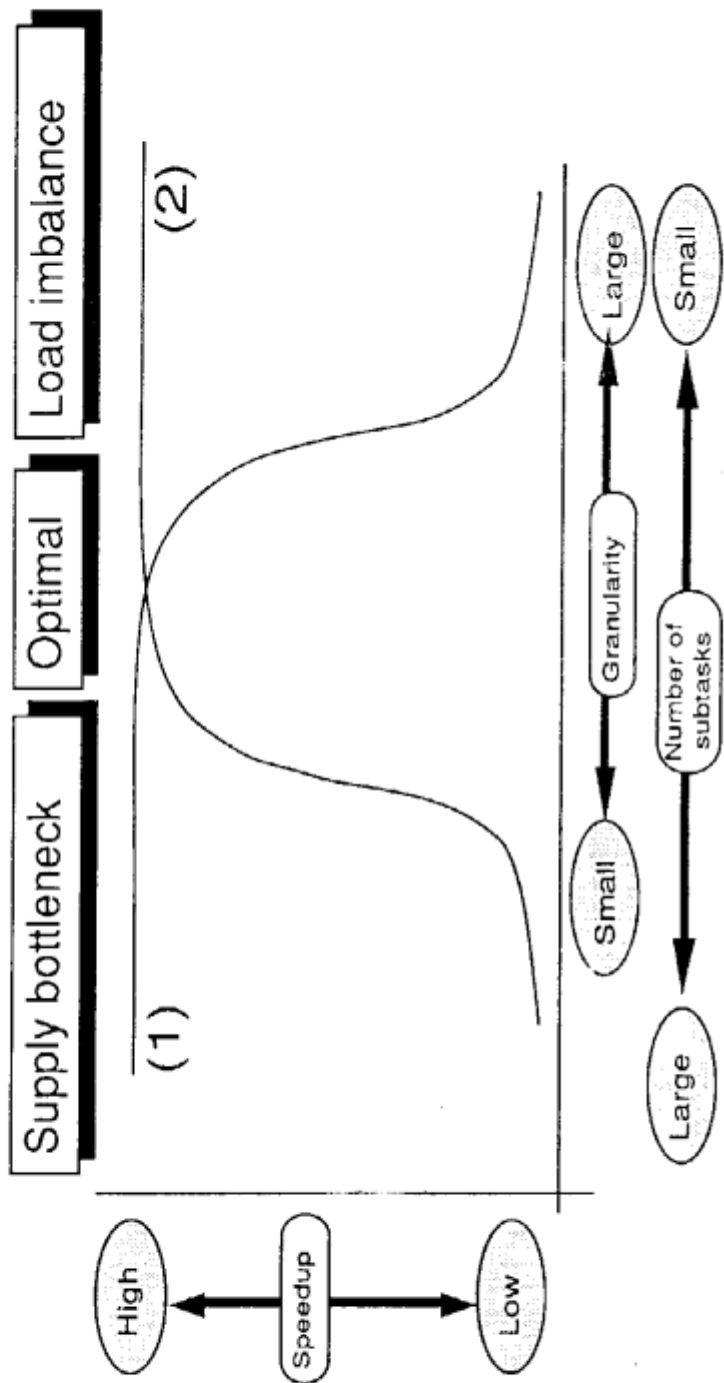 Supply bottleneck
Optimal
Load imbalance
High
Speedup
Low
(1)
(2)
Small
Granularity
Large
Large
Number of
subtasks
Small